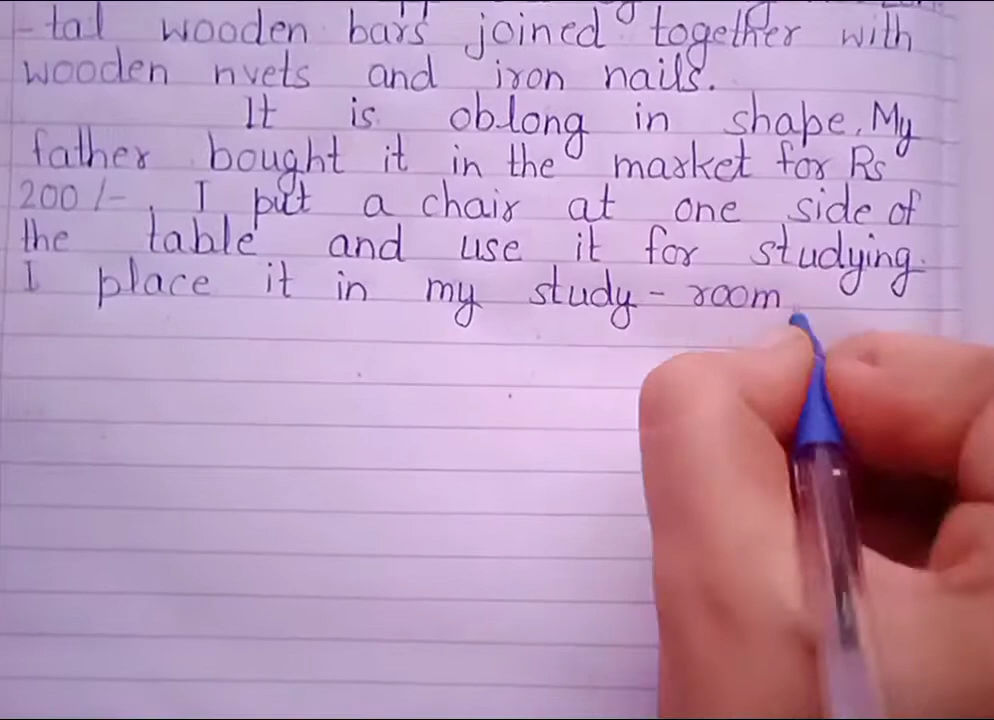 -tal wooden bars joined together with
wooden rivets and iron nails.
It is oblong in shape. My
father bought it in the market for Rs
200/-. I put a chair at one side of
the table and use it for studying.
I place it in my study-room